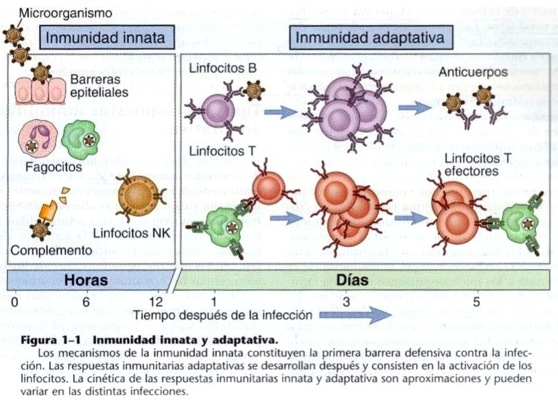 Microorganismo
Inmunidad innata
Inmunidad adaptativa
Barreras
epiteliales
Fagocitos
Complemento
Linfocitos NK
Linfocitos B
Anticuerpos
Linfocitos T
Linfocitos T
efectores
Horas
Días
0 6 12 1 3 5
Tiempo después de la infección
Figura 1-1 Inmunidad innata y adaptativa.
Los mecanismos de la inmunidad innata constituyen la primera barrera defensiva contra la infec-
ción. Las respuestas inmunitarias adaptativas se desarrollan después y consisten en la activación de los
linfocitos. La cinética de las respuestas inmunitarias innata y adaptativa son aproximaciones y pueden
variar en las distintas infecciones.